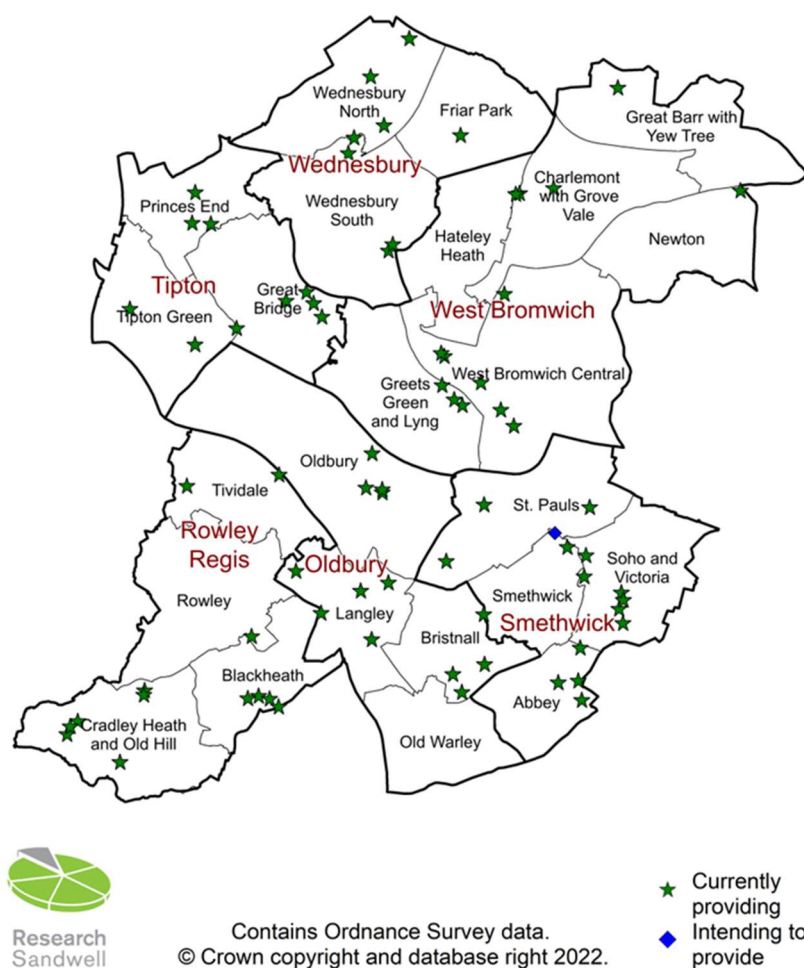 Wednesbury
North
Friar Park
Great Barr with
Yew Tree
Wednesbury
Princes End
Wednesbury
South
Charlemont
with Grove
Vale
Hateley
Heath
Newton
Tipton
Great
Bridge
Tipton Green
West Bromwich
West Bromwich Central
Greets
Green
and Lyng
Oldbury
Tividale
St. Pauls
Rowley
Regis
Oldbury
Soho and
Victoria
Smethwick
Rowley
Langley
Smethwick
Bristnall
Blackheath
Abbey
Cradley Heath
and Old Hill
Old Warley
Research
Sandwell
Contains Ordnance Survey data.
© Crown copyright and database right 2022.
Currently
providing
Intending to
provide